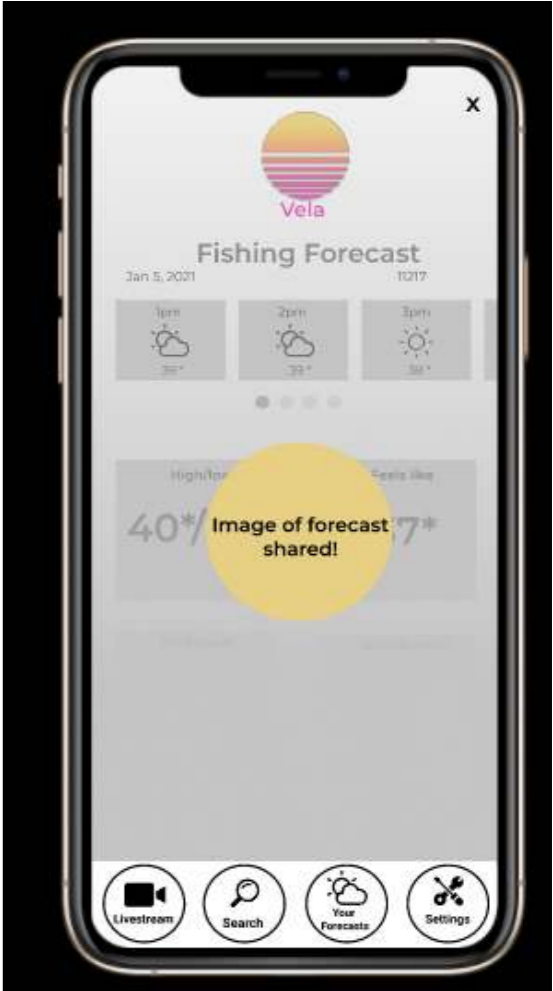 X
Vela
Fishing Forecast
Jan 5, 2021 11217
1pm 2pm 3pm
39° 39° 38°
Feels like
40*/ 7*
Image of forecast
shared!
Livestream Search Your Forecasts Settings